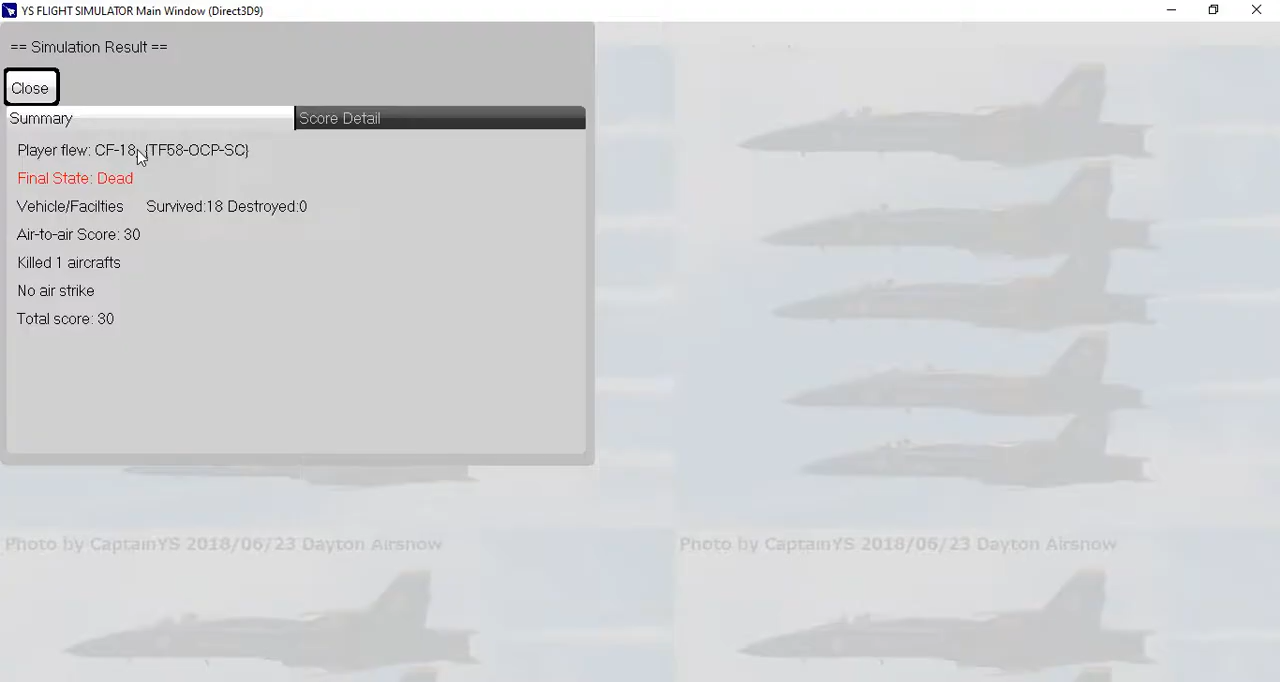 YS FLIGHT SIMULATOR Main Window (Direct3D9)
== Simulation Result ==
Close
Summary
Score Detail
Player flew: CF-18 {TF58-OCP-SC}
Final State: Dead
Vehicle/Facilties Survived:18 Destroyed:0
Air-to-air Score: 30
Killed 1 aircrafts
No air strike
Total score: 30
Photo by CaptainYS 2018/06/23 Dayton Airsnow
Photo by CaptainYS 2018/06/23 Dayton Airsnow